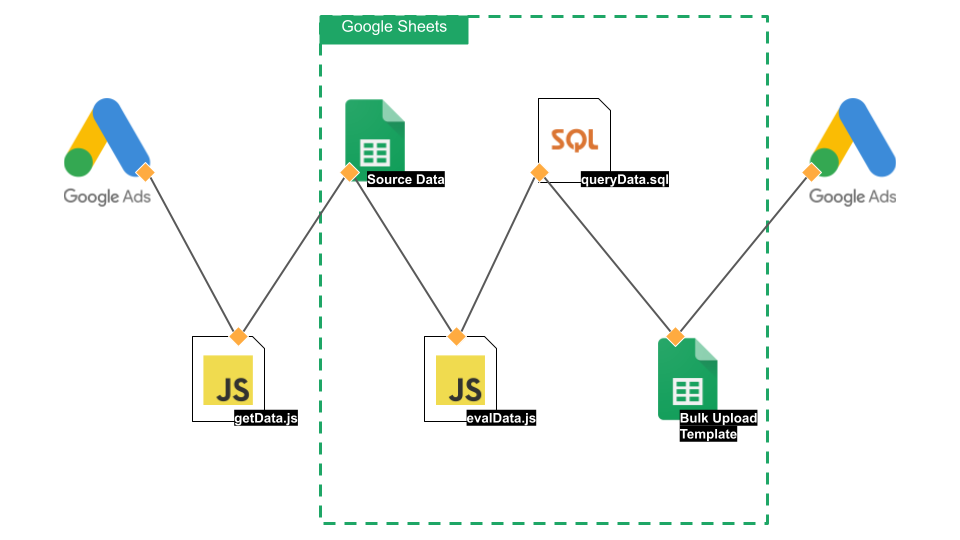 Google Sheets
SQL
Source Data
queryData.sql
Google Ads
Google Ads
JS
JS
getData.js
evalData.js
Bulk Upload
Template